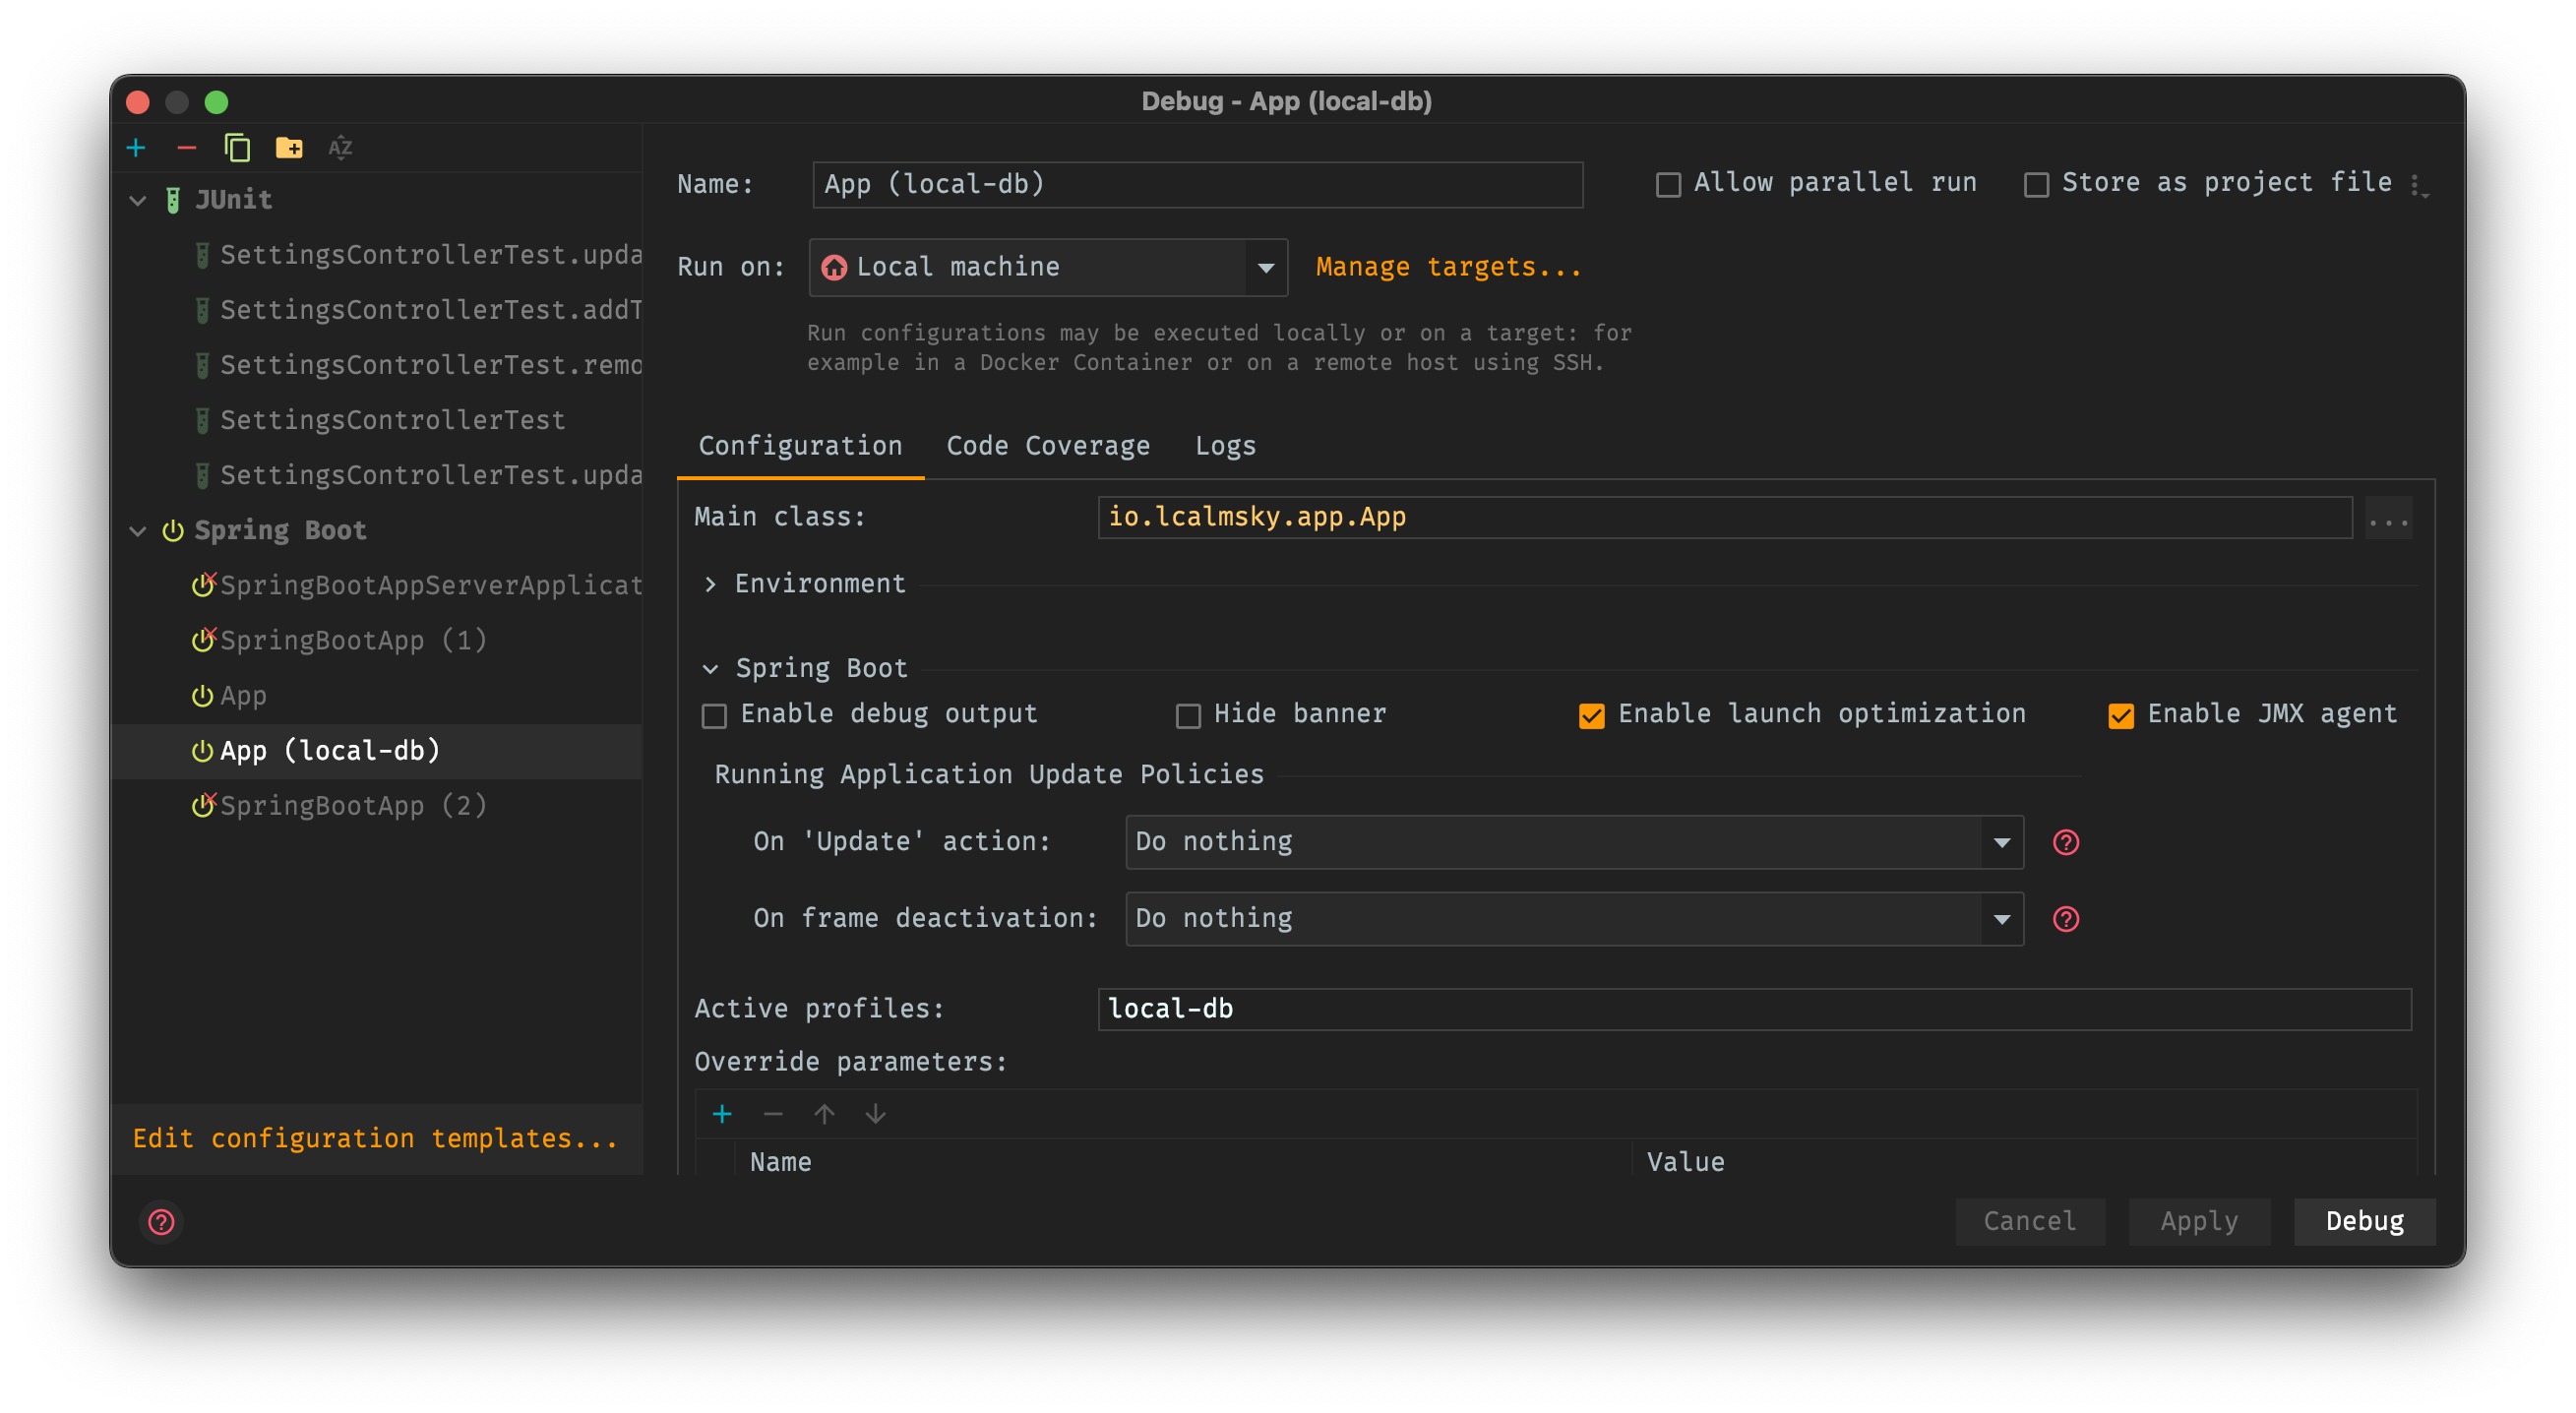 Debug - App (local-db)
JUnit
SettingsControllerTest.upda
SettingsControllerTest.addT
SettingsControllerTest.remo
SettingsControllerTest
SettingsControllerTest.upda
Spring Boot
SpringBootAppServerApplicat
SpringBootApp (1)
App
App (local-db)
SpringBootApp (2)
Edit configuration templates...
Name: App (local-db)
Allow parallel run
Store as project file
Run on: Local machine
Manage targets...
Run configurations may be executed locally or on a target: for
example in a Docker Container or on a remote host using SSH.
Configuration Code Coverage Logs
Main class: io.lcalmsky.app.App
...
Environment
Spring Boot
Enable debug output Hide banner Enable launch optimization Enable JMX agent
Running Application Update Policies
On 'Update' action: Do nothing
On frame deactivation: Do nothing
Active profiles: local-db
Override parameters:
Name Value
Cancel Apply Debug